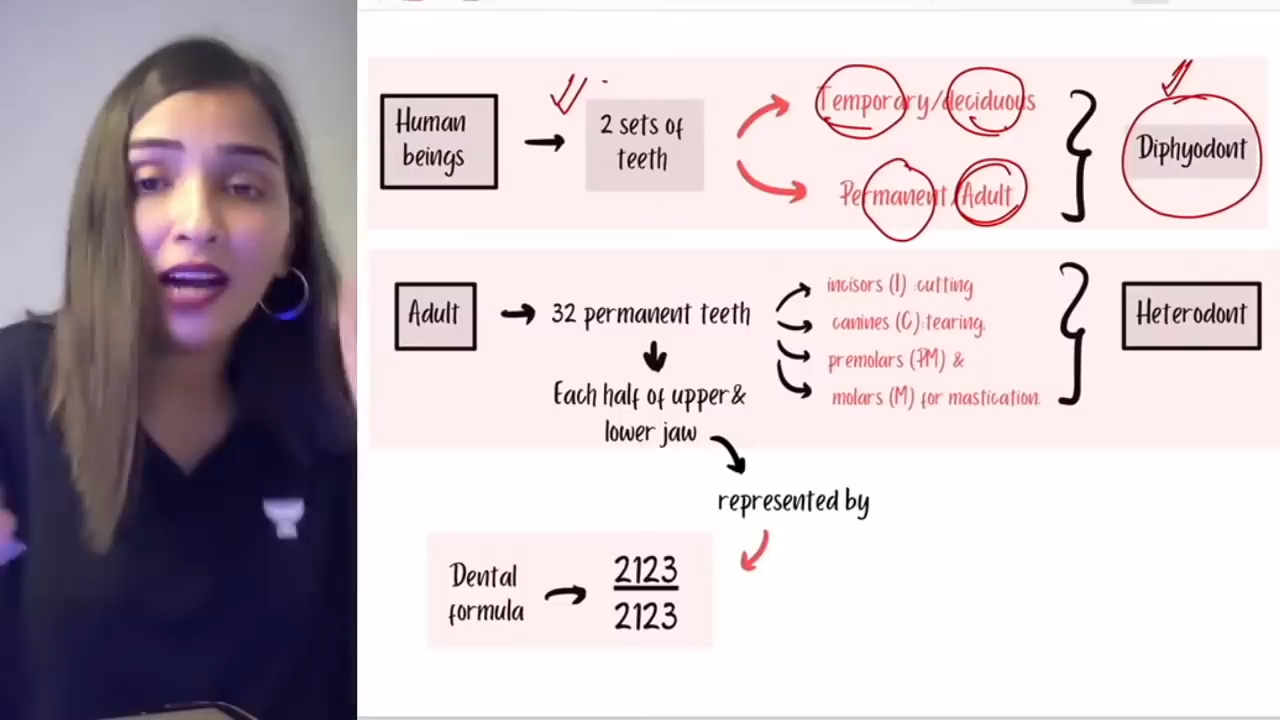 Human
beings
2 sets of
teeth
Temporary/deciduous
Permanent/Adult
Diphyodont
Adult
32 permanent teeth
Each half of upper &
lower jaw
incisors (I) :cutting
canines (C):tearing.
premolars (PM) &
molars (M) for mastication.
Heterodont
represented by
Dental
formula
2123
2123